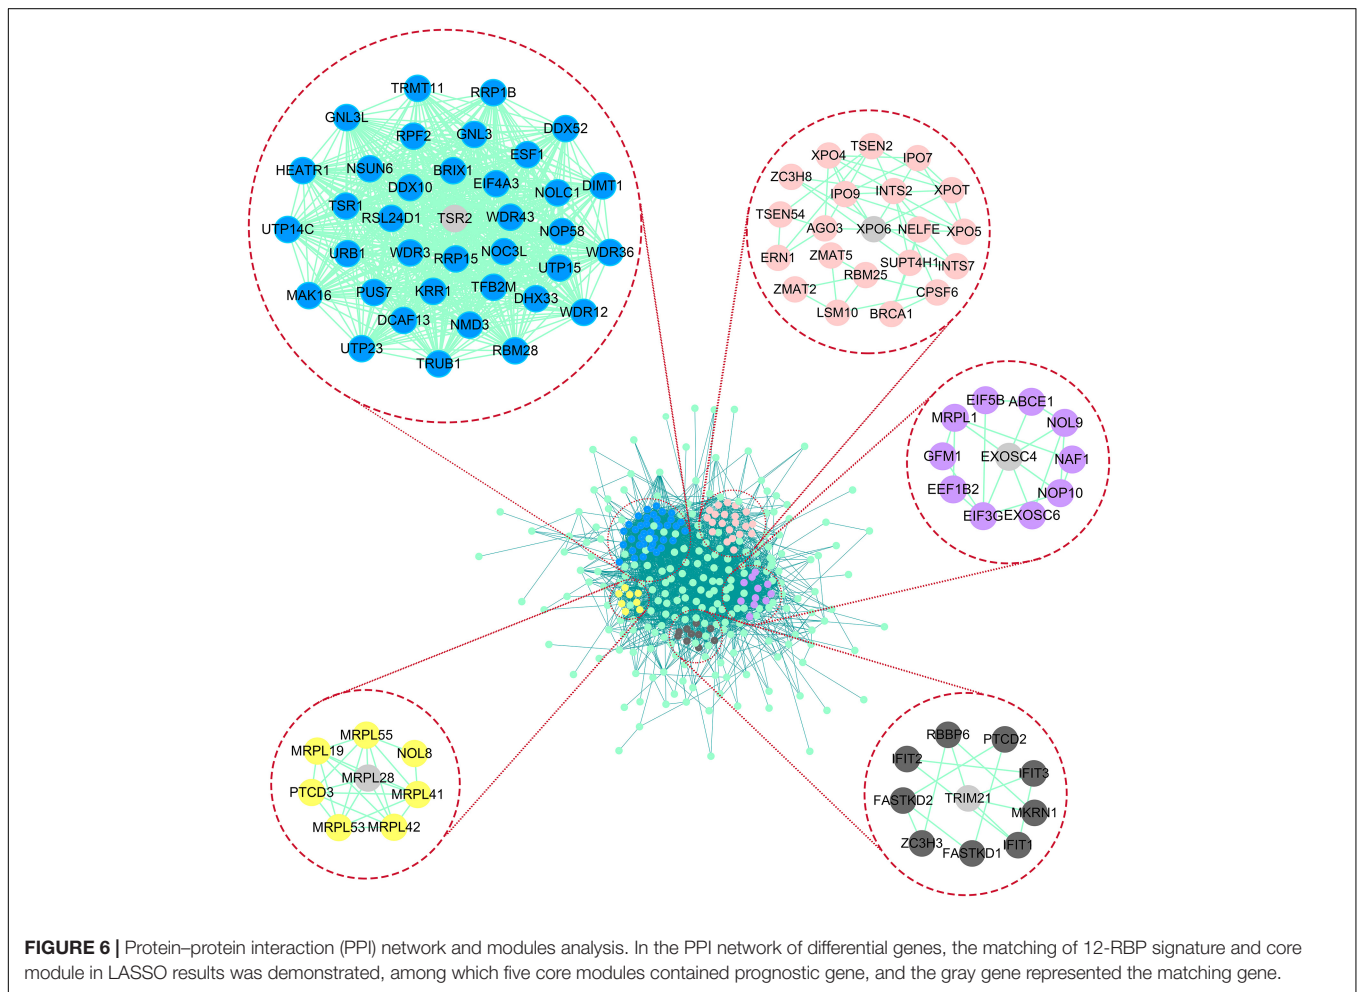 TRMT11
RRP1B
GNL3L
RPF2
GNL3
DDX52
ESF1
HEATR1
NSUN6
BRIX1
EIF4A3
DDX10
NOLC1
DIMT1
TSR1
RSL24D1
TSR2
WDR43
UTP14C
NOP58
URB1
WDR3
RRP15
NOC3L
WDR36
UTP15
MAK16
PUS7
KRR1
TFB2M
DHX33
WDR12
DCAF13
NMD3
UTP23
TRUB1
RBM28
XPO4
TSEN2
IPO7
ZC3H8
IPO9
INTS2
XPOT
TSEN54
AGO3
XPO6
NELFE
XPO5
ERN1
ZMAT5
SUPT4H1
INTS7
RBM25
ZMAT2
CPSF6
LSM10
BRCA1
EIF5B
ABCE1
MRPL1
NOL9
GFM1
EXOSC4
NAF1
EEF1B2
NOP10
EIF3G
EXOSC6
MRPL55
MRPL19
NOL8
MRPL28
PTCD3
MRPL41
MRPL53
MRPL42
RBBP6
PTCD2
IFIT2
IFIT3
FASTKD2
TRIM21
MKRN1
ZC3H3
FASTKD1
IFIT1
FIGURE 6 | Protein–protein interaction (PPI) network and modules analysis. In the PPI network of differential genes, the matching of 12-RBP signature and core
module in LASSO results was demonstrated, among which five core modules contained prognostic gene, and the gray gene represented the matching gene.